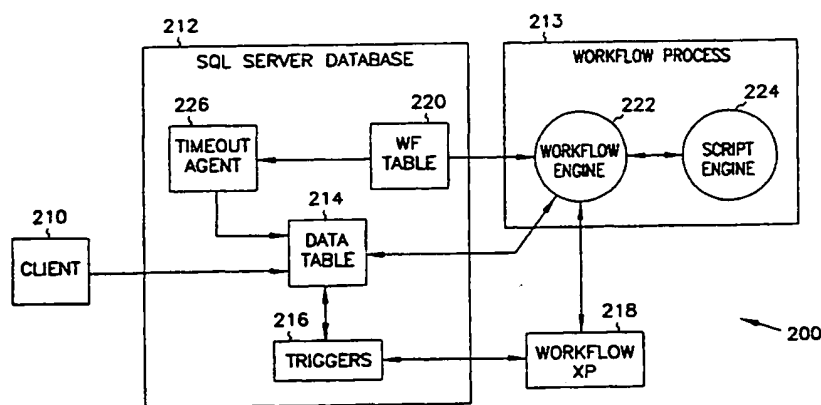 212
SQL SERVER DATABASE
213
WORKFLOW PROCESS
226
TIMEOUT
AGENT
220
WF
TABLE
222
WORKFLOW
ENGINE
224
SCRIPT
ENGINE
210
CLIENT
214
DATA
TABLE
216
TRIGGERS
218
WORKFLOW
XP
200